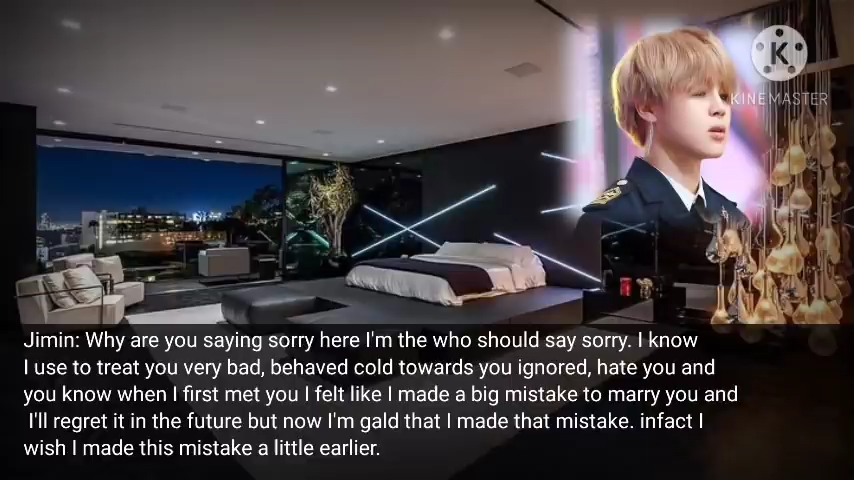 K
KINEMASTER
Jimin: Why are you saying sorry here I'm the who should say sorry. I know
I use to treat you very bad, behaved cold towards you ignored, hate you and
you know when I first met you I felt like I made a big mistake to marry you and
I'll regret it in the future but now I'm gald that I made that mistake. infact I
wish I made this mistake a little earlier.